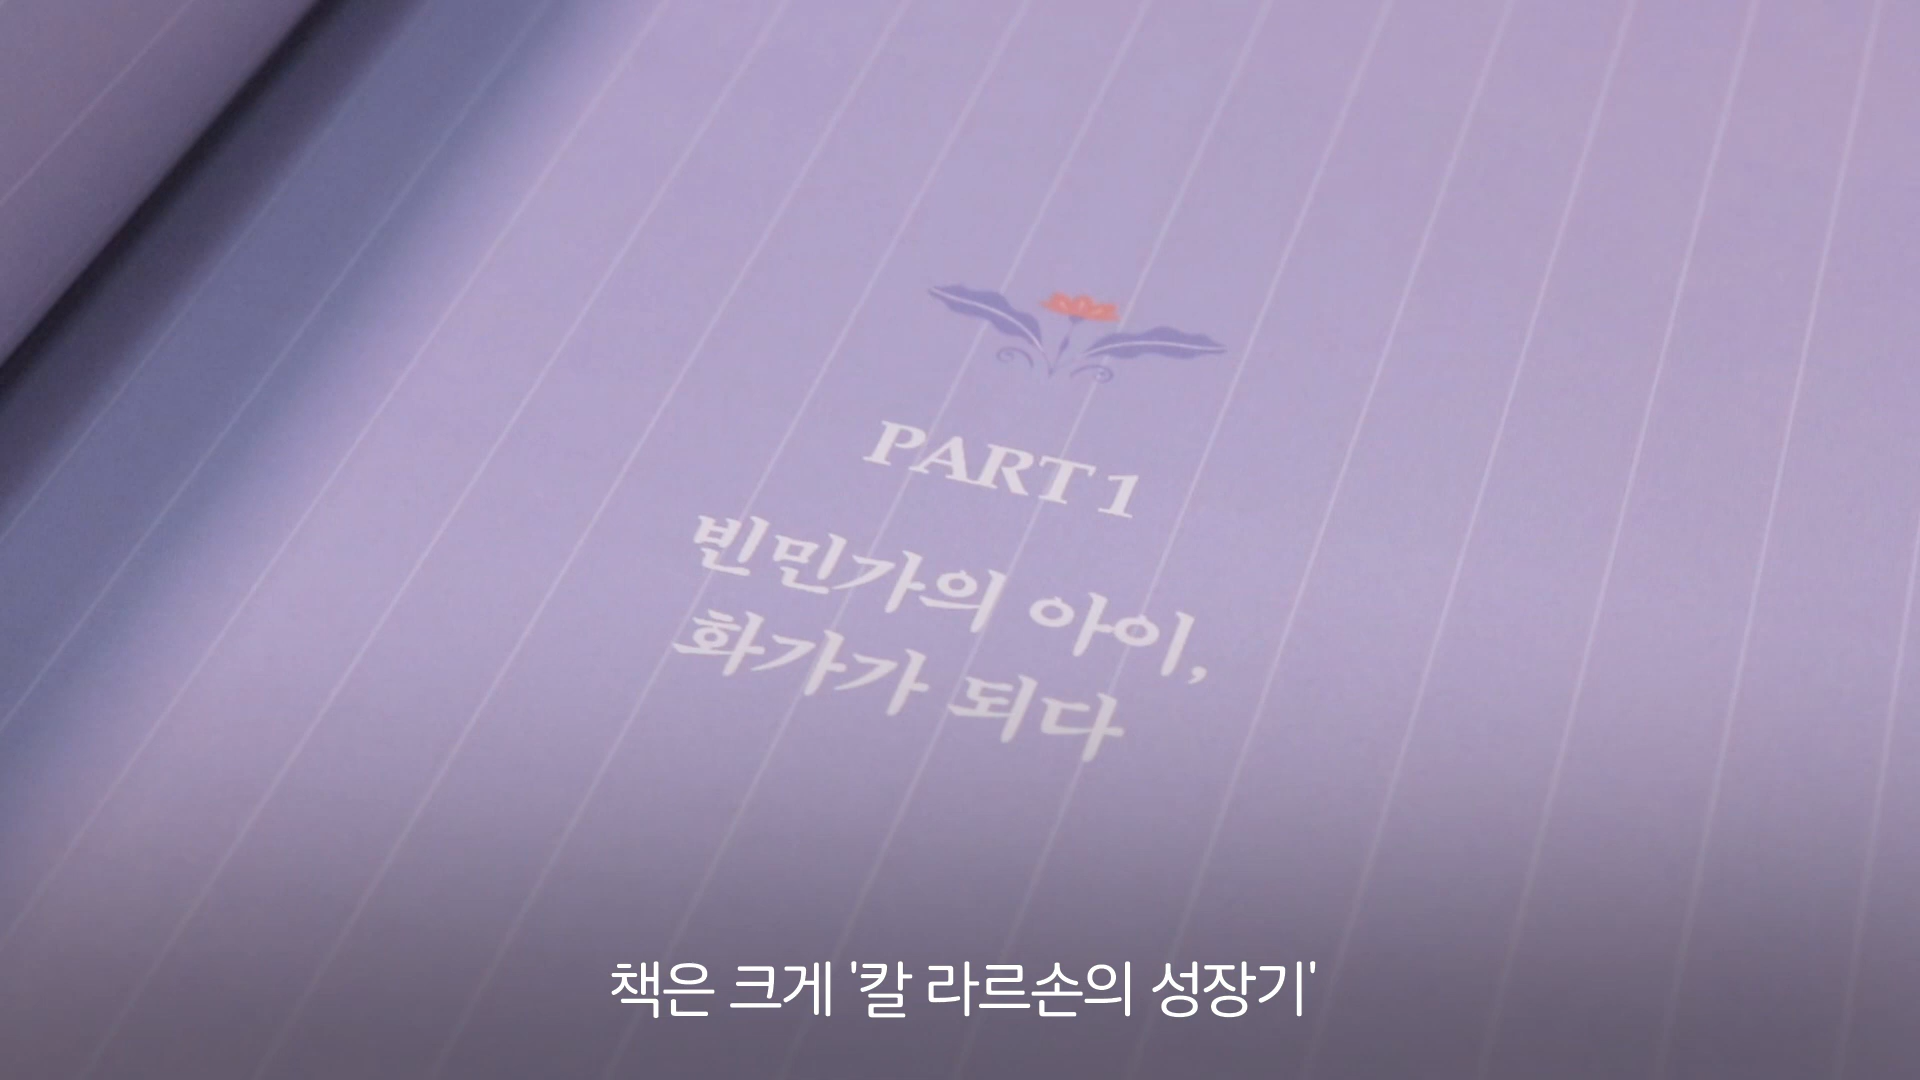 PART 1
빈민가의 아이,
화가가 되다
책은 크게 '칼 라르손의 성장기'